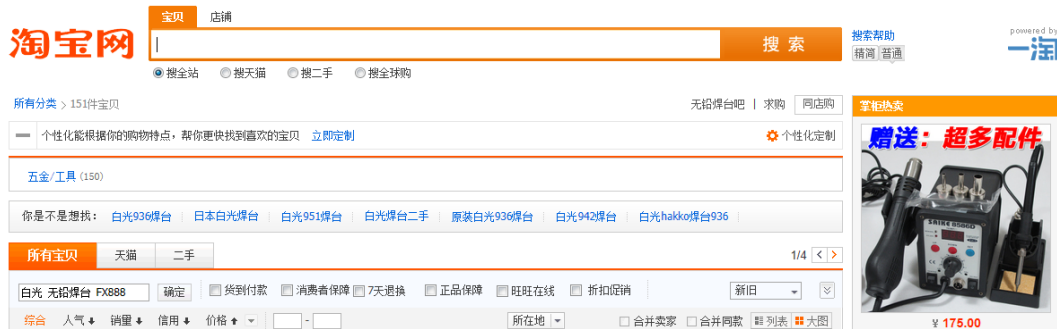 宝贝 店铺
淘宝网
搜 索
搜索帮助
精简 普通
powered by
一淘
搜全站 搜天猫 搜二手 搜全球购
所有分类 > 151件宝贝
无铅焊台吧 | 求购 同店购
掌柜热卖
个性化能根据你的购物特点，帮你更快找到喜欢的宝贝 立即定制
个性化定制
赠送：超多配件
五金/工具 (150)
你是不是想找： 白光936焊台 日本白光焊台 白光951焊台 白光焊台二手 原装白光936焊台 白光942焊台 白光hakko焊台936
SAIKE 8586D
所有宝贝 天猫 二手
1/4 < >
白光 无铅焊台 FX888 确定 货到付款 消费者保障 7天退换 正品保障 旺旺在线 折扣促销 新旧
综合 人气 销量 信用 价格 - 所在地 合并卖家 合并同款 列表 大图
¥ 175.00